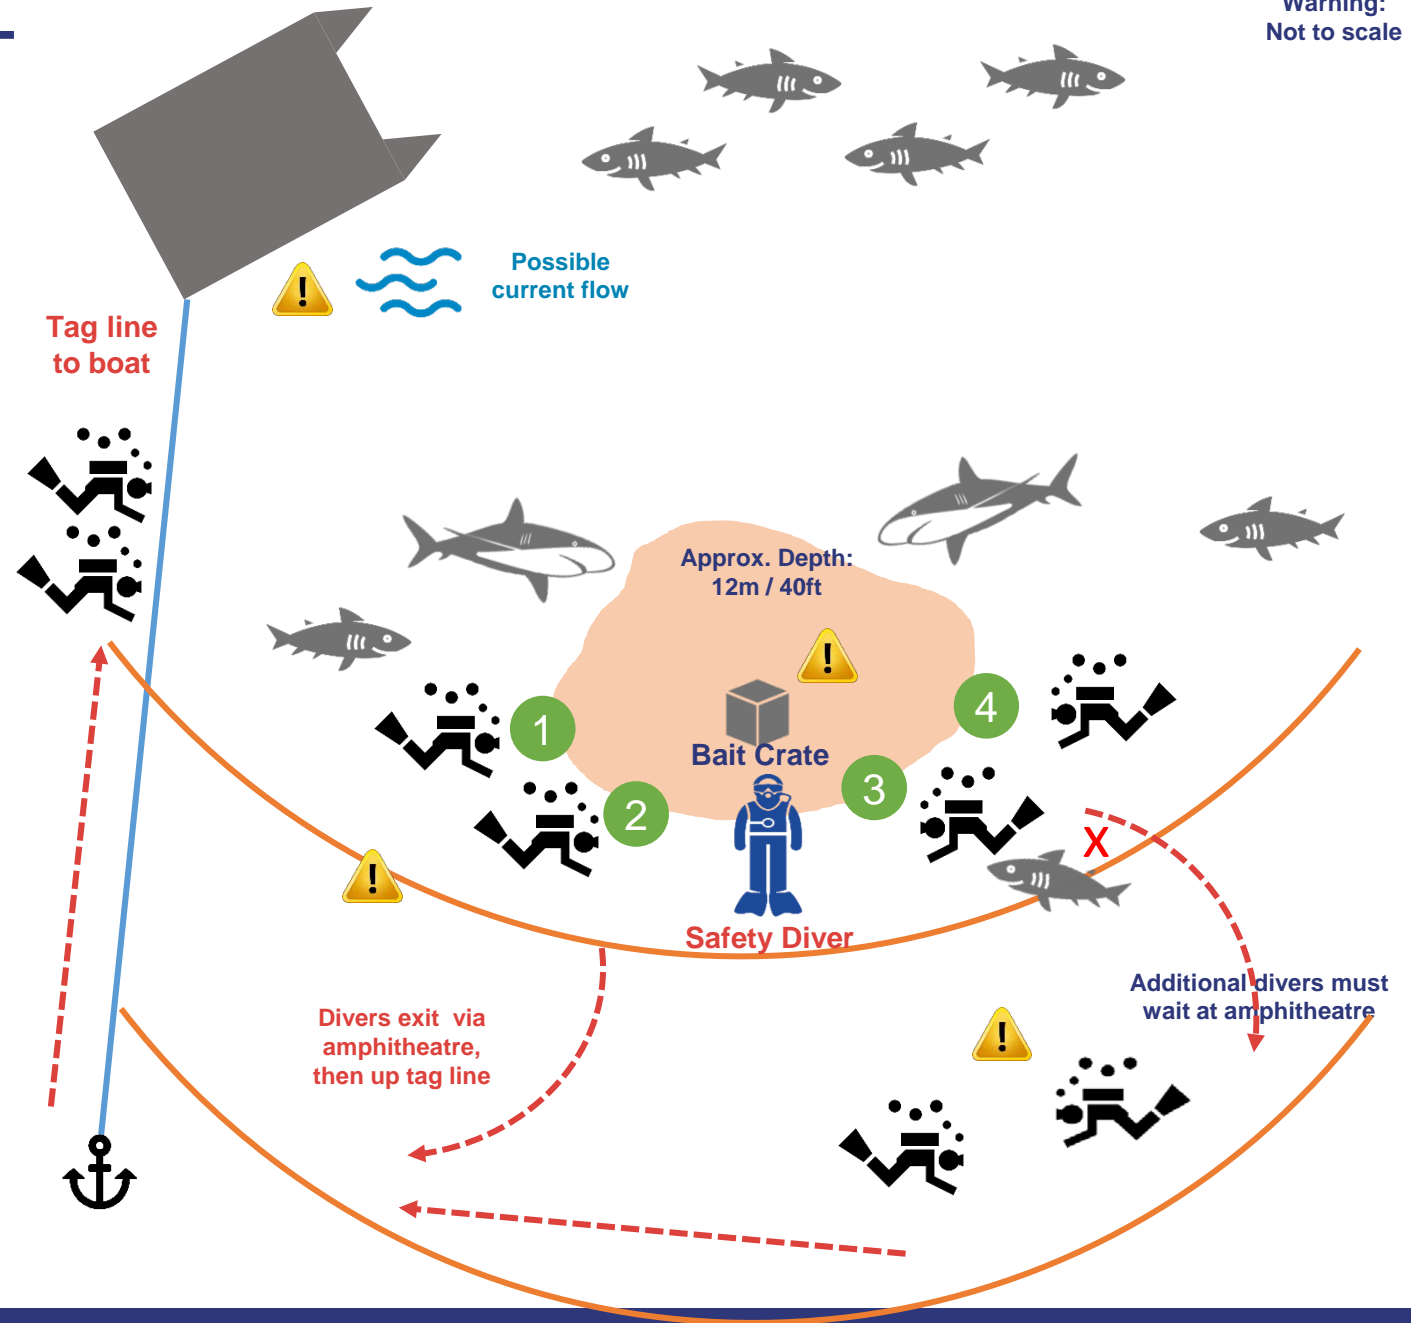 Warning:
Not to scale
Possible
current flow
Tag line
to boat
Approx. Depth:
12m / 40ft
1
4
Bait Crate
2
3
X
Safety Diver
Additional divers must
wait at amphitheatre
Divers exit via
amphitheatre,
then up tag line